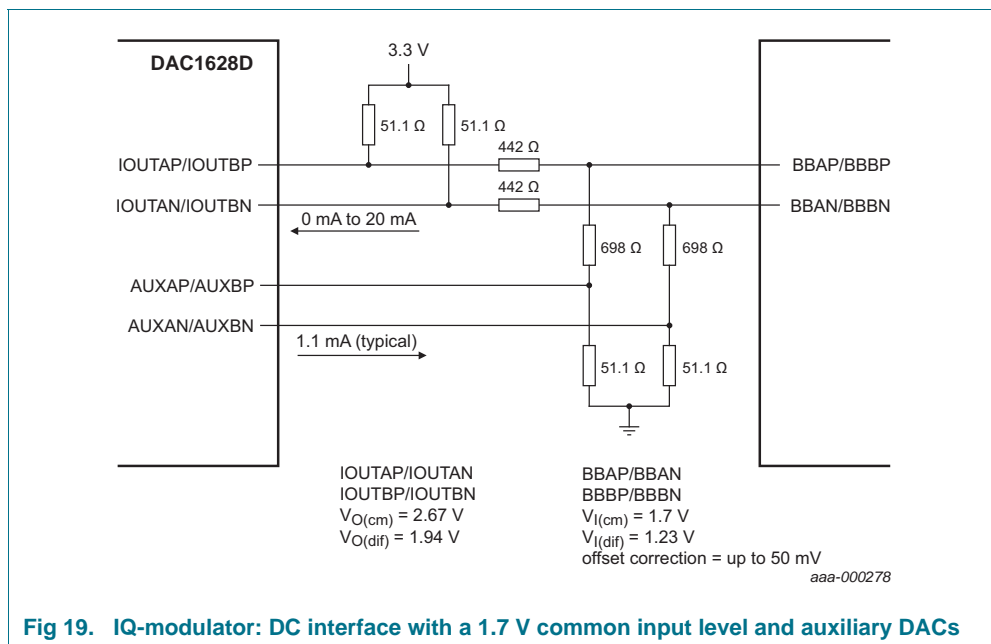 DAC1628D
3.3 V
51.1 Ω
51.1 Ω
442 Ω
IOUTAP/IOUTBP
BBAP/BBBP
442 Ω
IOUTAN/IOUTBN
BBAN/BBBN
0 mA to 20 mA
698 Ω
698 Ω
AUXAP/AUXBP
AUXAN/AUXBN
1.1 mA (typical)
51.1 Ω
51.1 Ω
IOUTAP/IOUTAN
IOUTBP/IOUTBN
VO(cm) = 2.67 V
VO(dif) = 1.94 V
BBAP/BBAN
BBBP/BBBN
VI(cm) = 1.7 V
VI(dif) = 1.23 V
offset correction = up to 50 mV
aaa-000278
Fig 19. IQ-modulator: DC interface with a 1.7 V common input level and auxiliary DACs